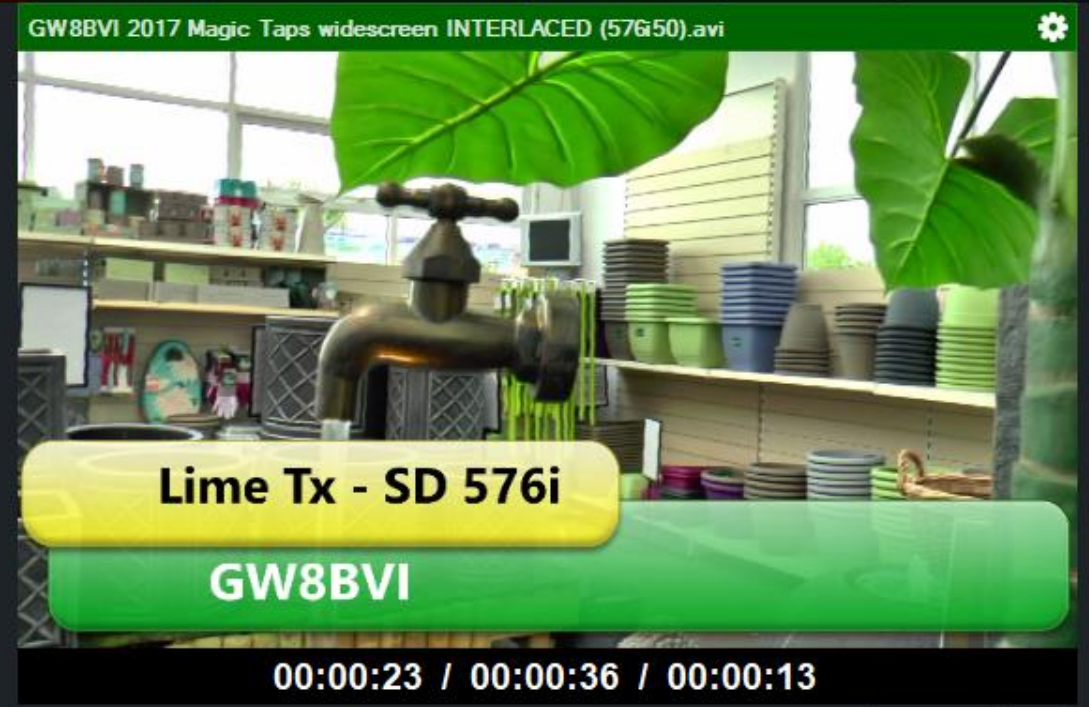 GW8BVI 2017 Magic Taps widescreen INTERLACED (576i50).avi
Lime Tx - SD 576i
GW8BVI
00:00:23 / 00:00:36 / 00:00:13